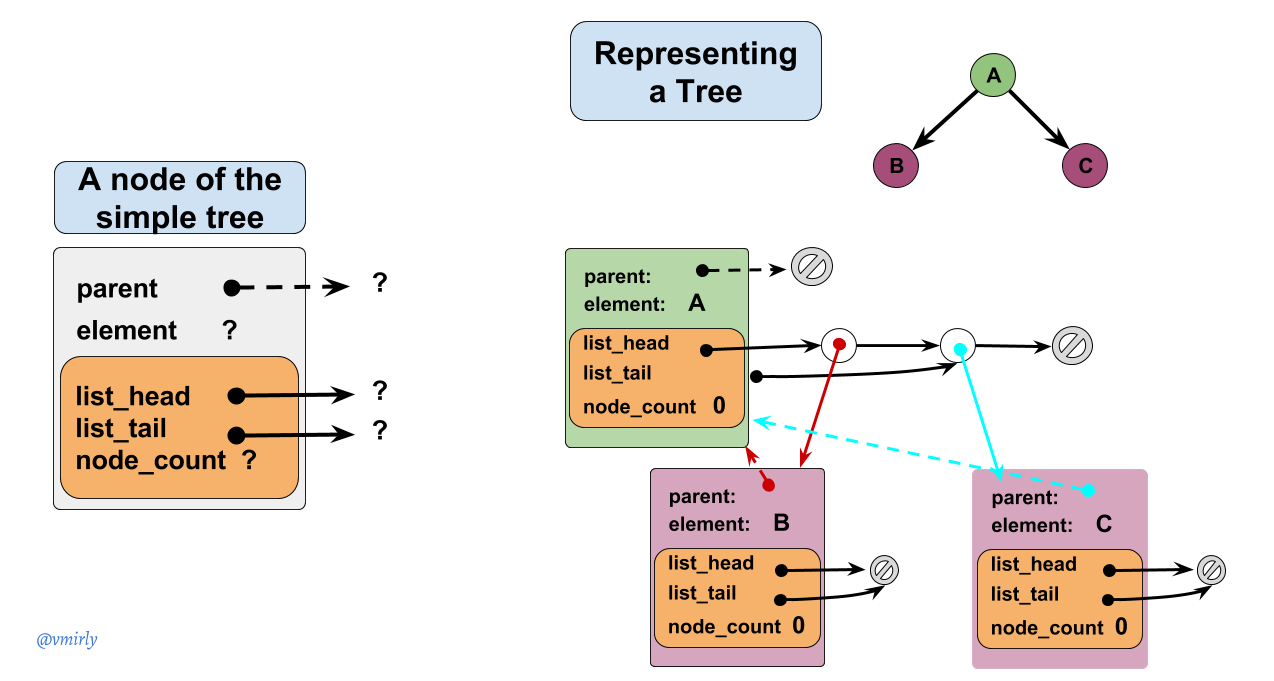 Representing
a Tree
A
B
C
A node of the
simple tree
parent ?
element ?
list_head ?
list_tail ?
node_count ?
parent:
element: A
list_head
list_tail
node_count 0
parent:
element: B
list_head
list_tail
node_count 0
parent:
element: C
list_head
list_tail
node_count 0
@vmirly